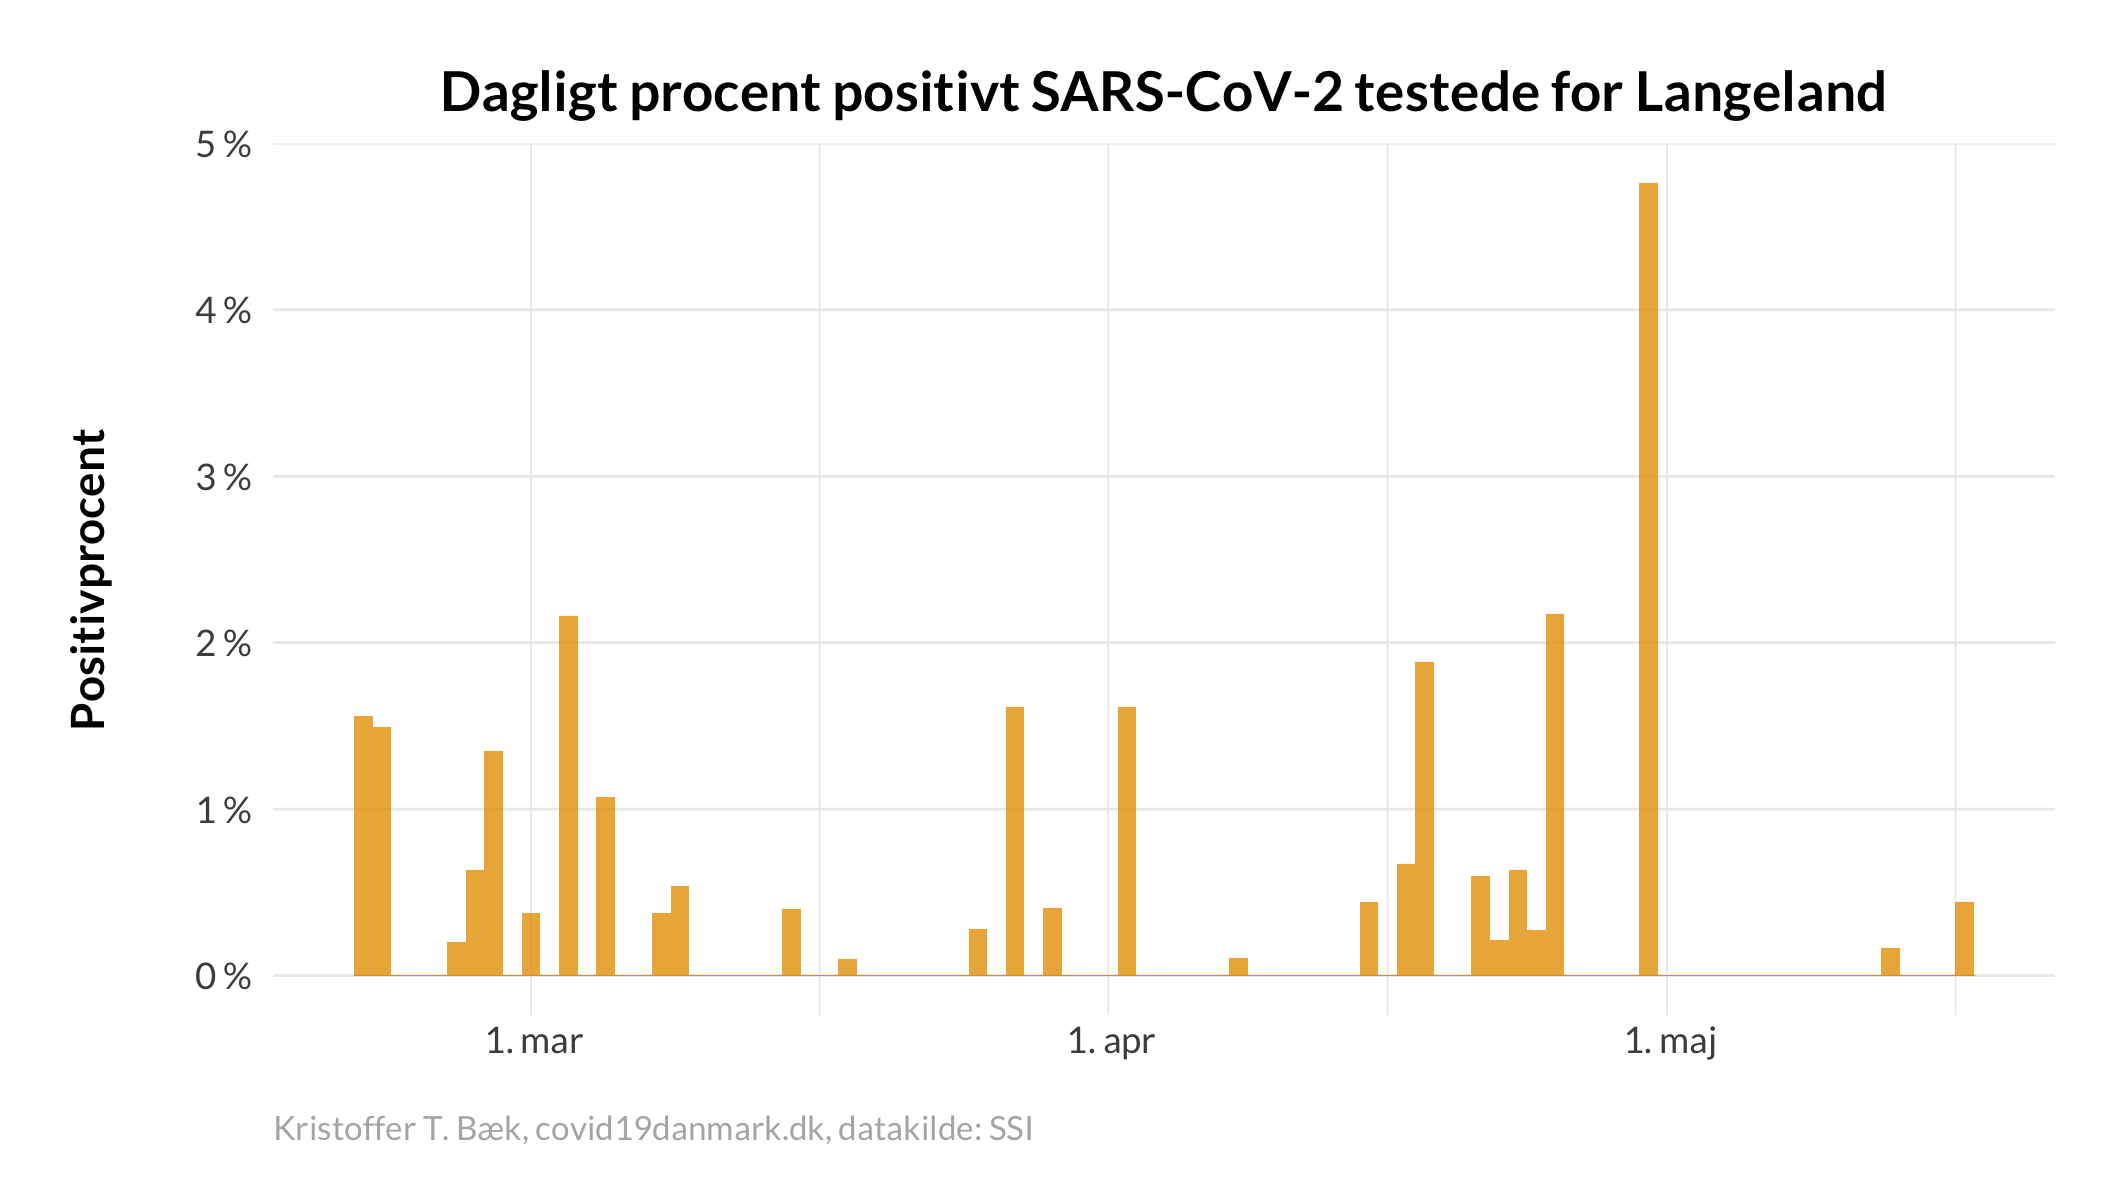 Dagligt procent positivt SARS-CoV-2 testede for Langeland
Positivprocent
5 %
4 %
3 %
2 %
1 %
0 %
1. mar
1. apr
1. maj
Kristoffer T. Bæk, covid19danmark.dk, datakilde: SSI